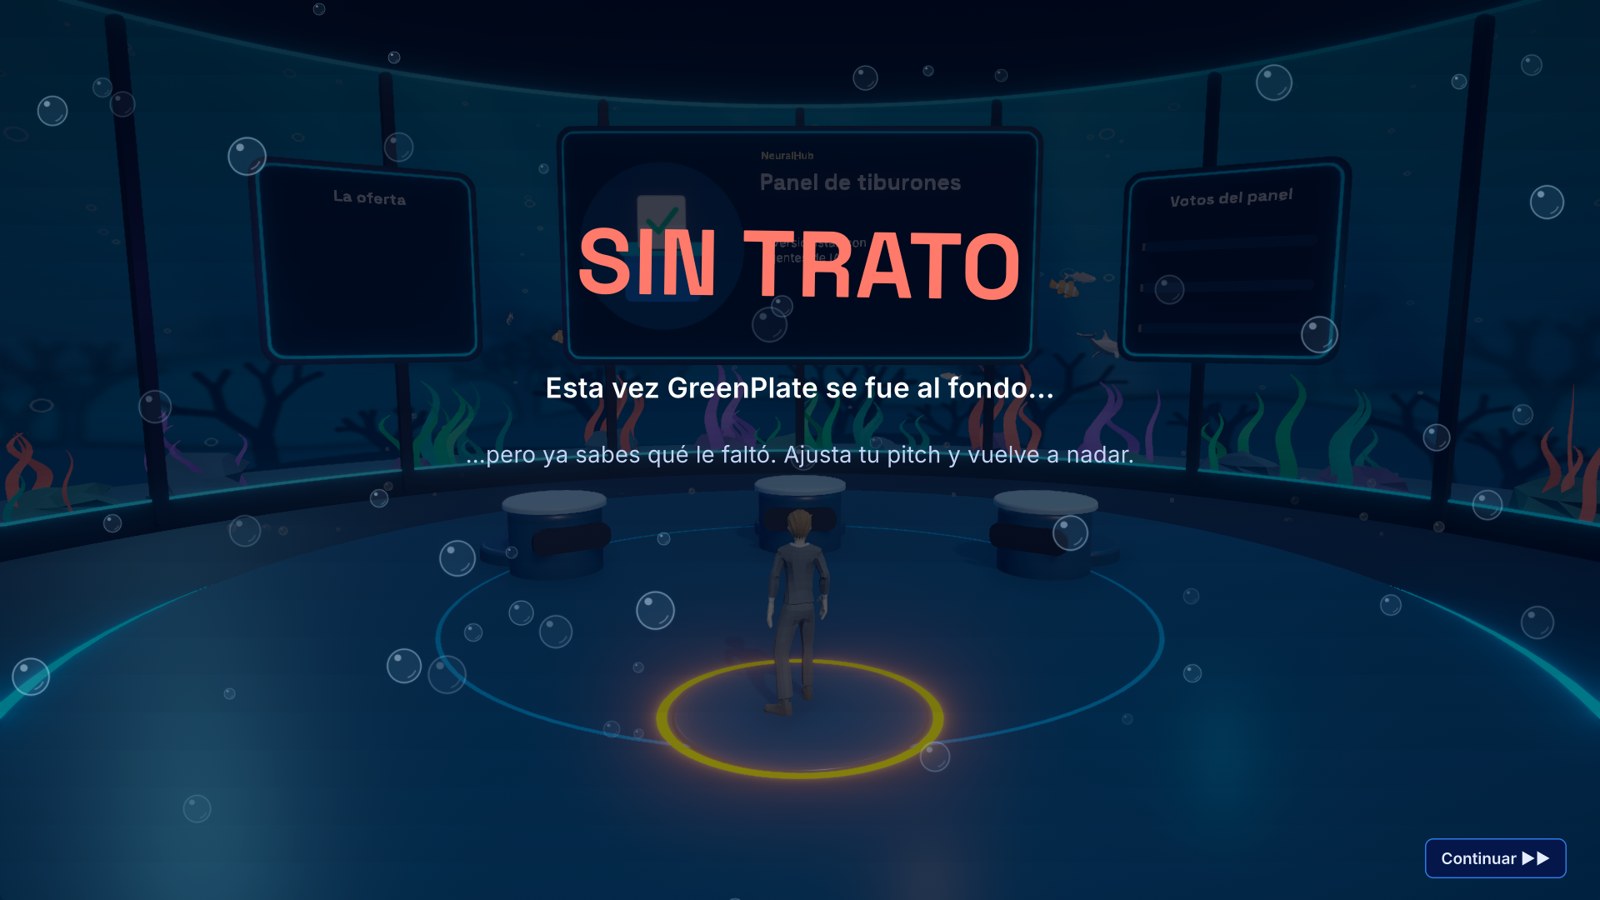 NeuralHub
Panel de tiburones
La oferta
Votos del panel
SIN TRATO
Esta vez GreenPlate se fue al fondo...
...pero ya sabes qué le faltó. Ajusta tu pitch y vuelve a nadar.
Continuar ▶▶